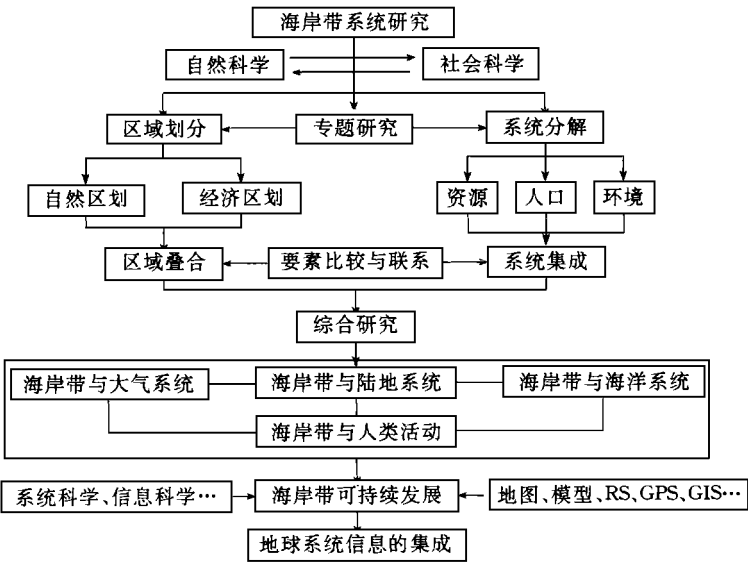 海岸带系统研究
自然科学
社会科学
区域划分
专题研究
系统分解
自然区划
经济区划
资源
人口
环境
区域叠合
要素比较与联系
系统集成
综合研究
海岸带与大气系统
海岸带与陆地系统
海岸带与海洋系统
海岸带与人类活动
系统科学、信息科学…
海岸带可持续发展
地图、模型、RS、GPS、GIS…
地球系统信息的集成